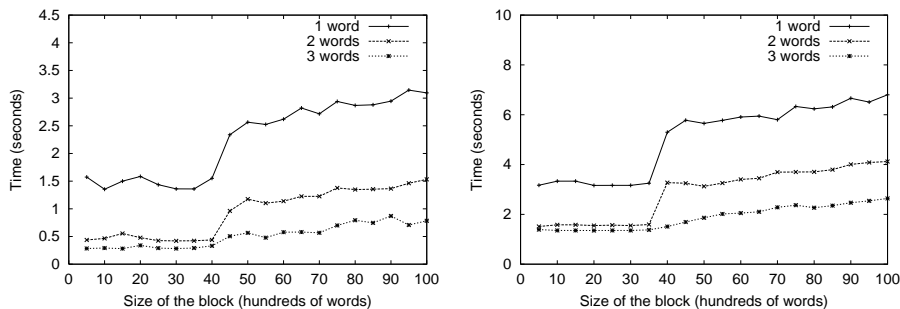 4.5
4
3.5
3
2.5
2
1.5
1
0.5
0
0 10 20 30 40 50 60 70 80 90 100
Time (seconds)
Size of the block (hundreds of words)
1 word
2 words
3 words
10
8
6
4
2
0
0 10 20 30 40 50 60 70 80 90 100
Time (seconds)
Size of the block (hundreds of words)
1 word
2 words
3 words